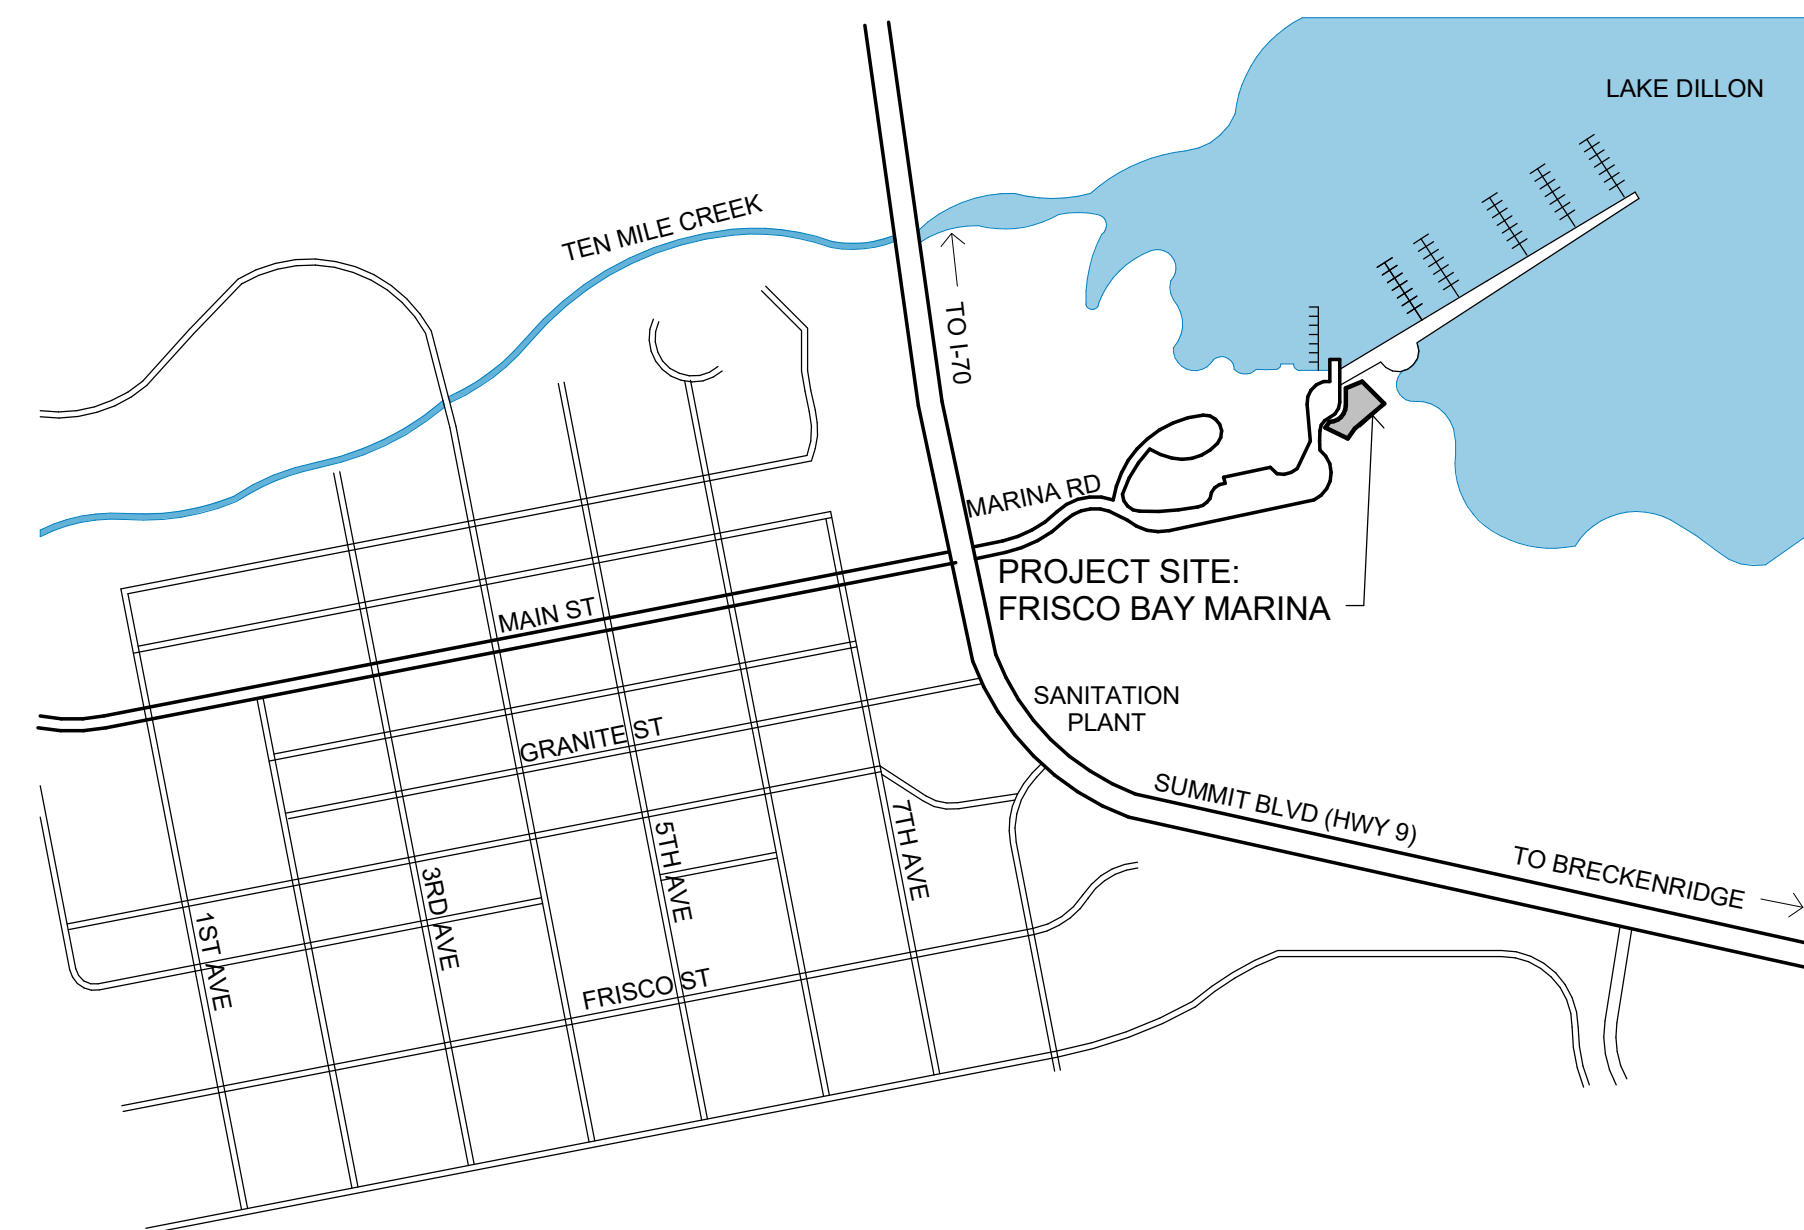 LAKE DILLON
TEN MILE CREEK
TO I-70
MARINA RD
PROJECT SITE:
FRISCO BAY MARINA
MAIN ST
SANITATION
PLANT
GRANITE ST
SUMMIT BLVD (HWY 9)
7TH AVE
5TH AVE
TO BRECKENRIDGE
3RD AVE
1ST AVE
FRISCO ST